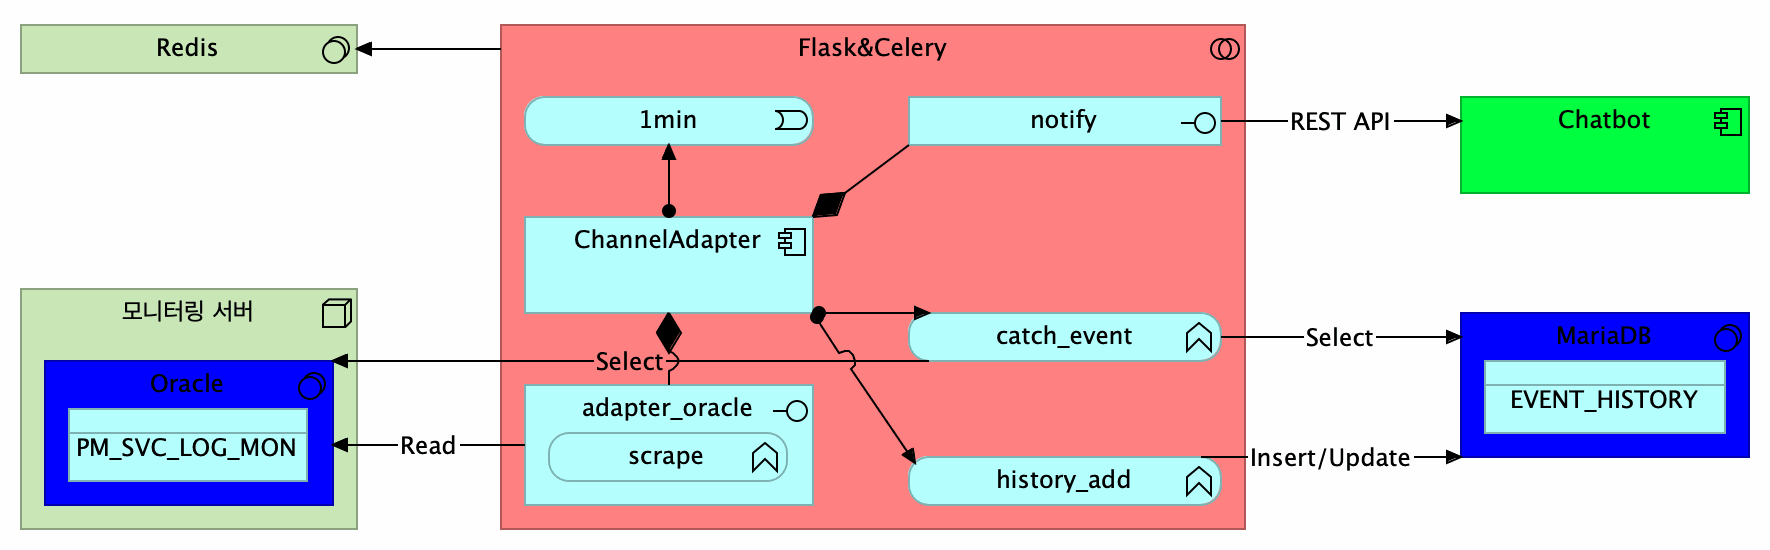 Redis
Flask&Celery
1min
notify
REST API
Chatbot
ChannelAdapter
모니터링 서버
catch_event
Select
MariaDB
Select
Oracle
EVENT_HISTORY
adapter_oracle
PM_SVC_LOG_MON
Read
scrape
Insert/Update
history_add